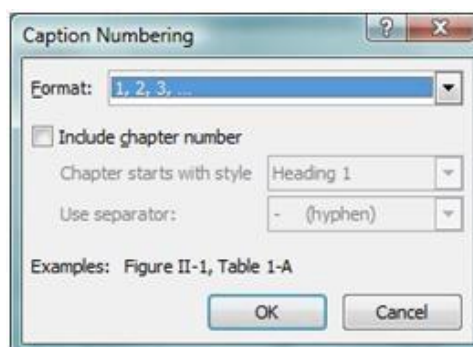 Caption Numbering
Format: 1, 2, 3, ...
Include chapter number
Chapter starts with style Heading 1
Use separator: - (hyphen)
Examples: Figure II-1, Table 1-A
OK Cancel